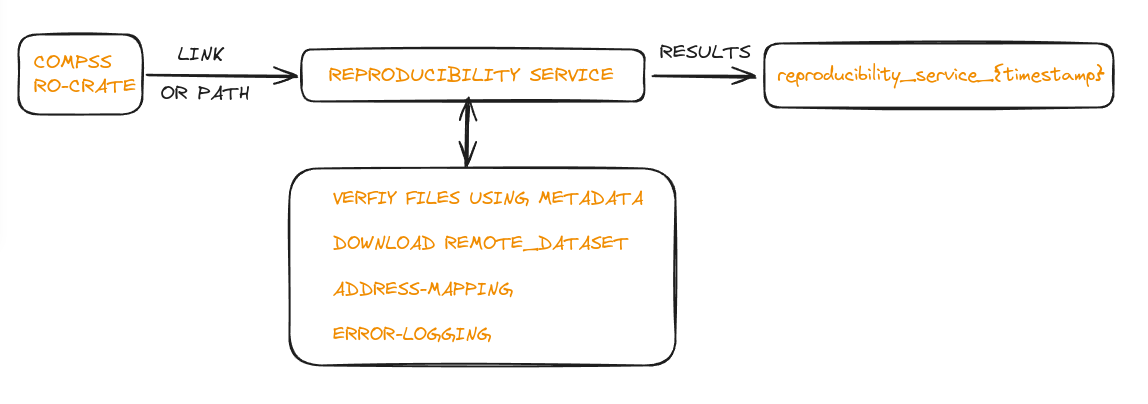 COMPSS
RO-CRATE
LINK
OR PATH
REPRODUCIBILITY SERVICE
RESULTS
reproducibility_service_{timestamp}
VERFIY FILES USING METADATA
DOWNLOAD REMOTE_DATASET
ADDRESS-MAPPING
ERROR-LOGGING